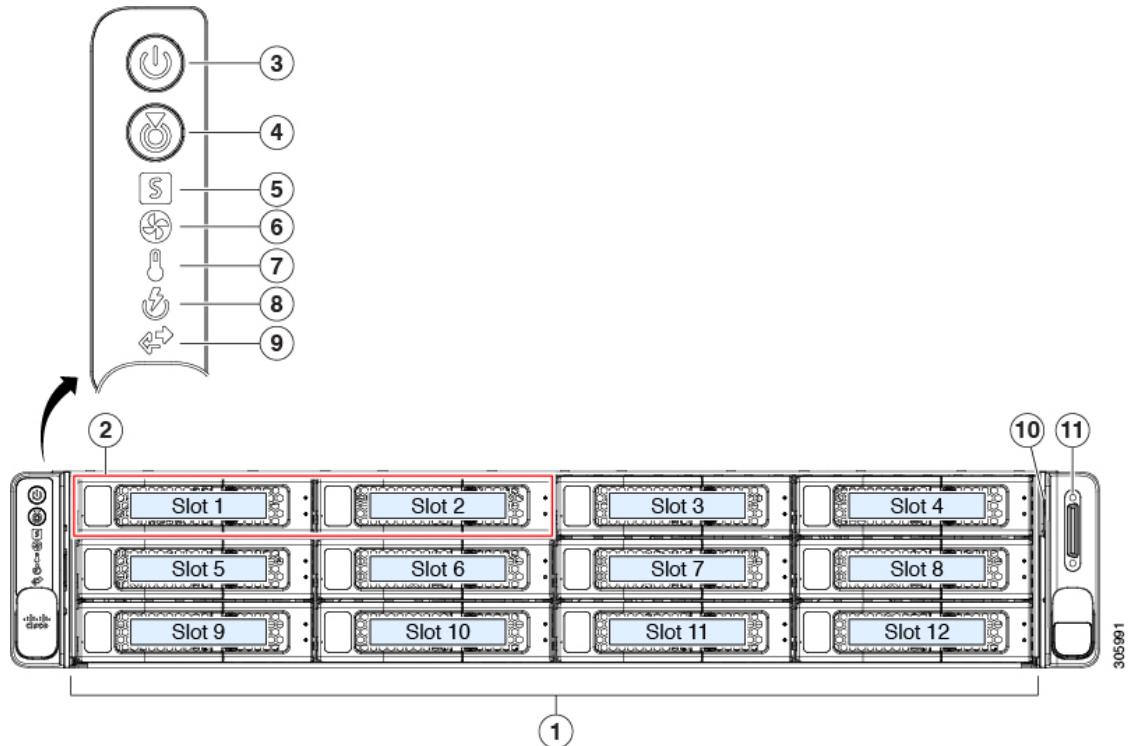 3
4
S
5
6
7
8
9
2
10
11
Slot 1
Slot 2
Slot 3
Slot 4
Slot 5
Slot 6
Slot 7
Slot 8
Slot 9
Slot 10
Slot 11
Slot 12
cisco
305991
1